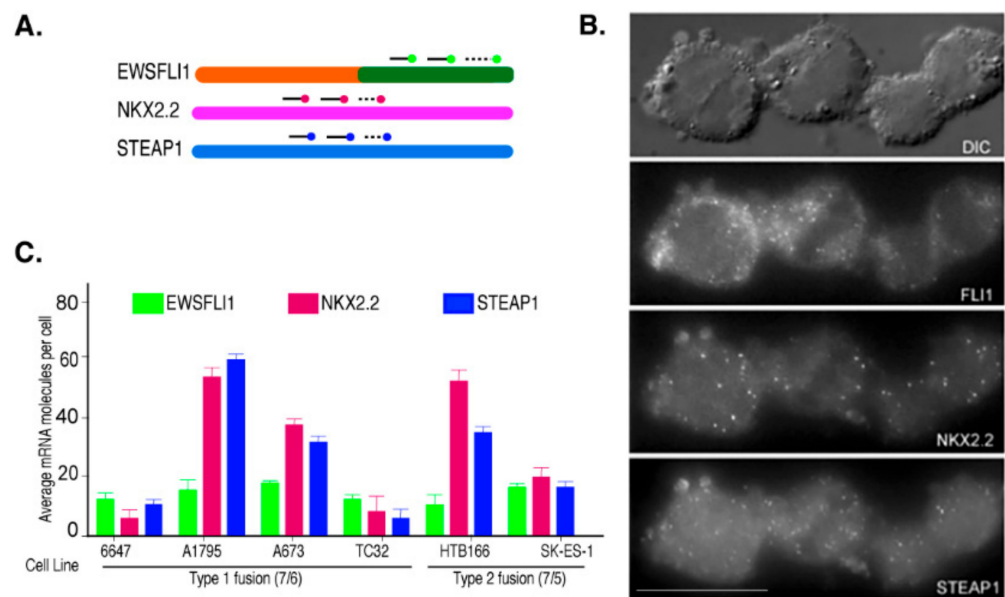 A.
EWSFLI1
NKX2.2
STEAP1
B.
DIC
FLI1
NKX2.2
STEAP1
C.
EWSFLI1 NKX2.2 STEAP1
Average mRNA molecules per cell
80
60
40
20
0
6647 A1795 A673 TC32 HTB166 SK-ES-1
Cell Line
Type 1 fusion (7/6) Type 2 fusion (7/5)